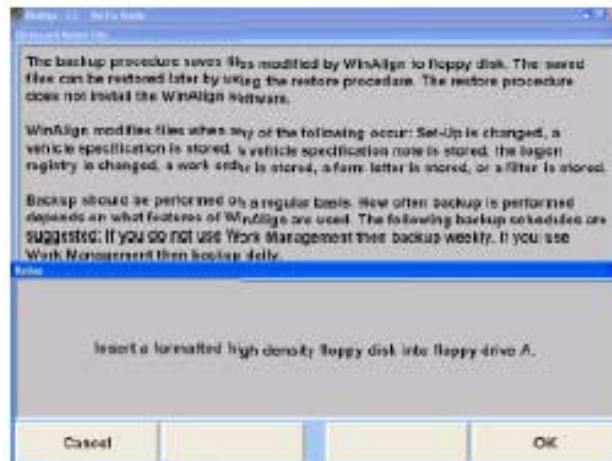 The backup procedure saves files modified by WinAlign to floppy disk. The saved
files can be restored later by using the restore procedure. The restore procedure
does not install the WinAlign software.
WinAlign modifies files when any of the following occur: Set-Up is changed, a
vehicle specification is stored, a vehicle specification note is stored, the logon
registry is changed, a work order is stored, a form letter is stored, or a filter is stored.
Backup should be performed on a regular basis. How often backup is performed
depends on what features of WinAlign are used. The following backup schedules are
suggested: If you do not use Work Management then backup weekly. If you use
Work Management then backup daily.
Insert a formatted high density floppy disk into floppy drive A.
Cancel
OK